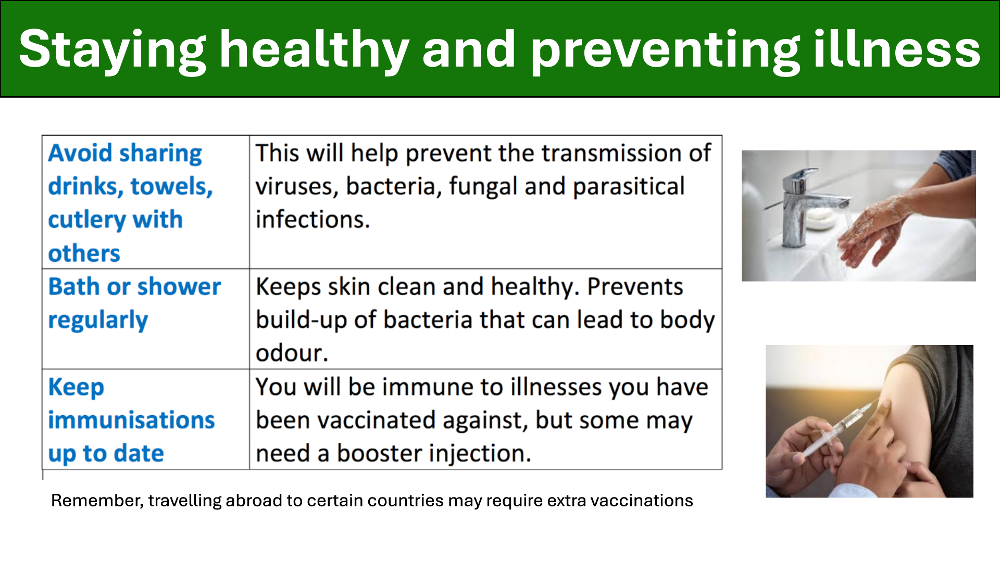 Staying healthy and preventing illness
Avoid sharing
drinks, towels,
cutlery with
others
This will help prevent the transmission of
viruses, bacteria, fungal and parasitical
infections.
Bath or shower
regularly
Keeps skin clean and healthy. Prevents
build-up of bacteria that can lead to body
odour.
Keep
immunisations
up to date
You will be immune to illnesses you have
been vaccinated against, but some may
need a booster injection.
Remember, travelling abroad to certain countries may require extra vaccinations